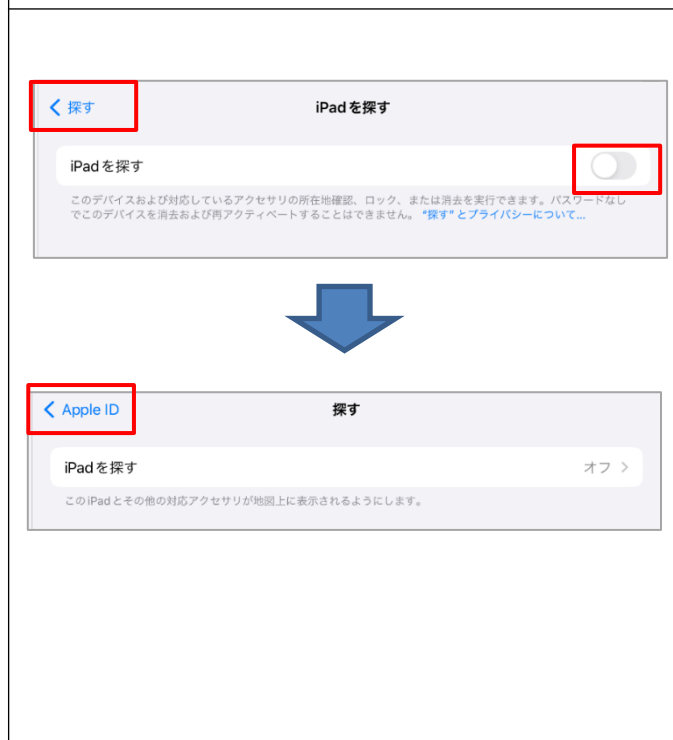 探す
iPadを探す
iPadを探す
このデバイスおよび対応しているアクセサリの所在地確認、ロック、または消去を実行できます。パスワードなし
でこのデバイスを消去および再アクティベートすることはできません。 “探す” とプライバシーについて...
Apple ID
探す
iPadを探す
オフ
このiPadとその他の対応アクセサリが地図上に表示されるようにします。